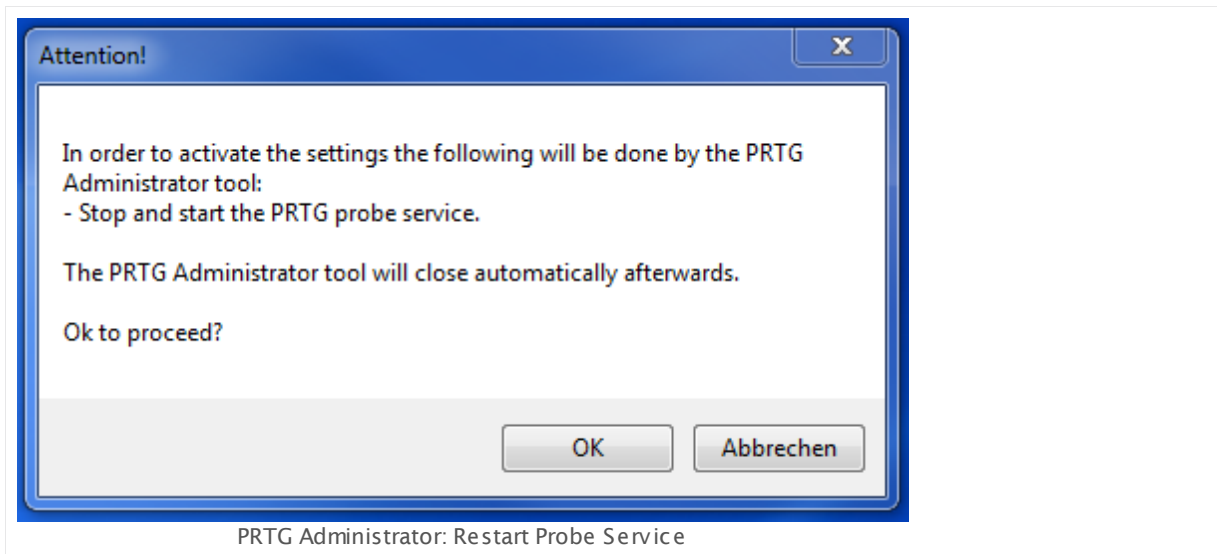 Attention!
In order to activate the settings the following will be done by the PRTG
Administrator tool:
- Stop and start the PRTG probe service.
The PRTG Administrator tool will close automatically afterwards.
Ok to proceed?
OK
Abbrechen
PRTG Administrator: Restart Probe Service